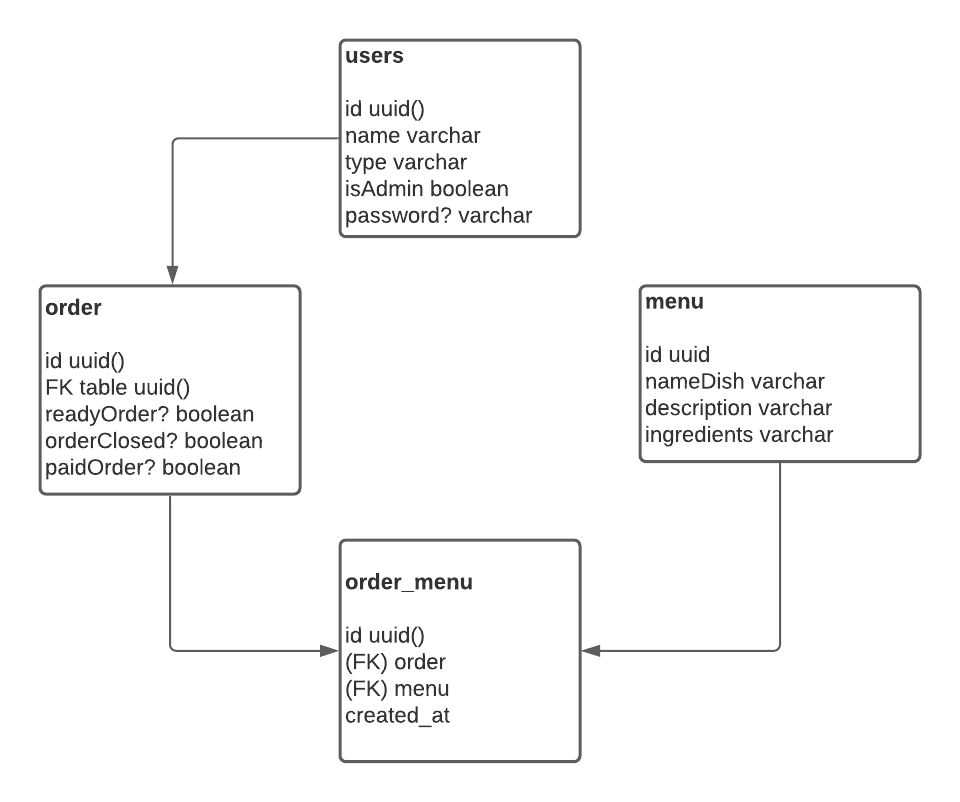 users
id uuid()
name varchar
type varchar
isAdmin boolean
password? varchar
order
id uuid()
FK table uuid()
readyOrder? boolean
orderClosed? boolean
paidOrder? boolean
menu
id uuid
nameDish varchar
description varchar
ingredients varchar
order_menu
id uuid()
(FK) order
(FK) menu
created_at